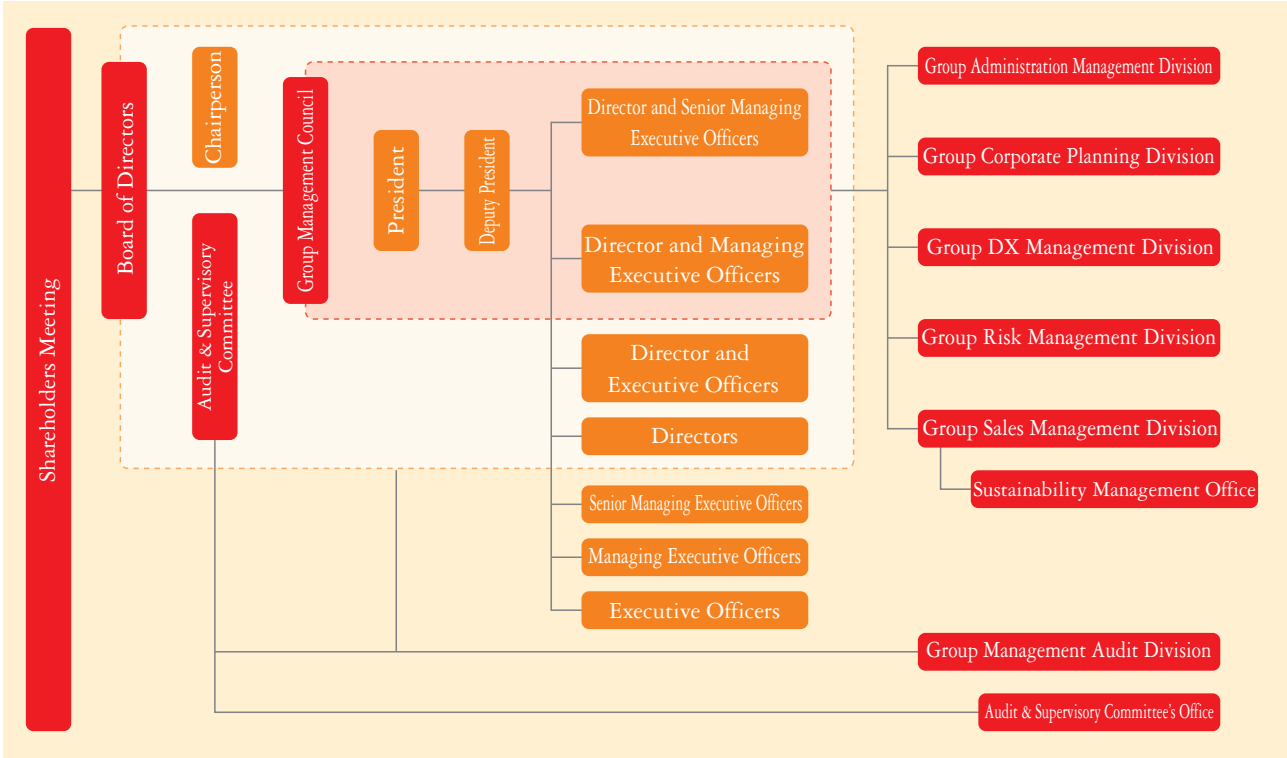 Shareholders Meeting
Board of Directors
Chairperson
Audit & Supervisory
Committee
Group Management Council
President
Deputy President
Director and Senior Managing
Executive Officers
Director and Managing
Executive Officers
Director and
Executive Officers
Directors
Senior Managing Executive Officers
Managing Executive Officers
Executive Officers
Group Administration Management Division
Group Corporate Planning Division
Group DX Management Division
Group Risk Management Division
Group Sales Management Division
Sustainability Management Office
Group Management Audit Division
Audit & Supervisory Committee's Office